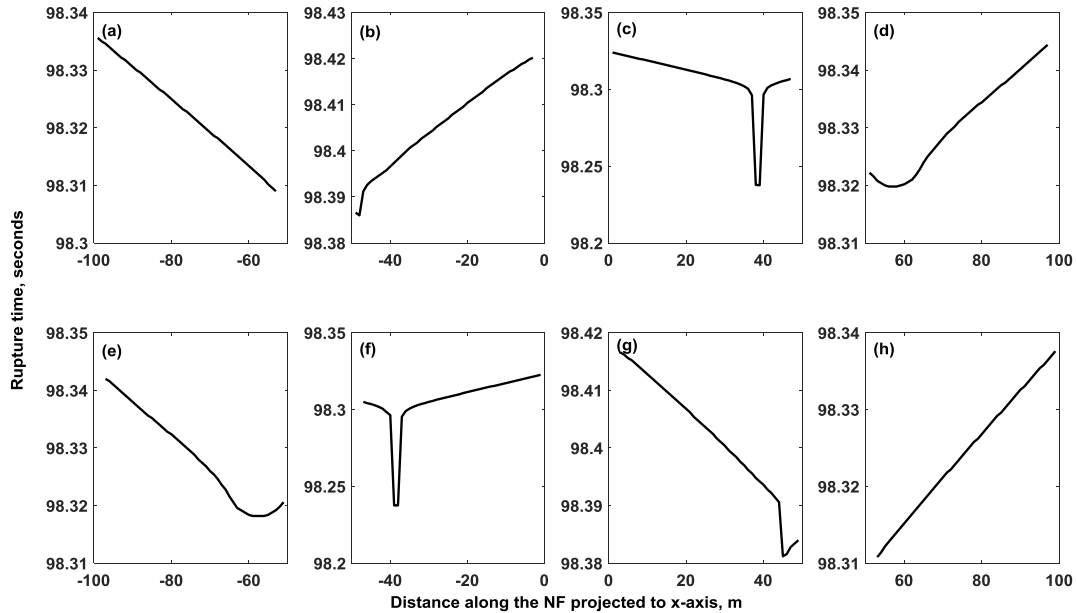 98.34
98.33
98.32
98.31
98.3
-100 -80 -60
(a)
98.43
98.42
98.41
98.4
98.39
98.38
-40 -20 0
(b)
98.35
98.3
98.25
98.2
0 20 40
(c)
98.35
98.34
98.33
98.32
98.31
60 80 100
(d)
Rupture time, seconds
98.35
98.34
98.33
98.32
98.31
-100 -80 -60
(e)
98.35
98.3
98.25
98.2
-40 -20 0
(f)
98.42
98.41
98.4
98.39
98.38
0 20 40
(g)
98.34
98.33
98.32
98.31
60 80 100
(h)
Distance along the NF projected to x-axis, m